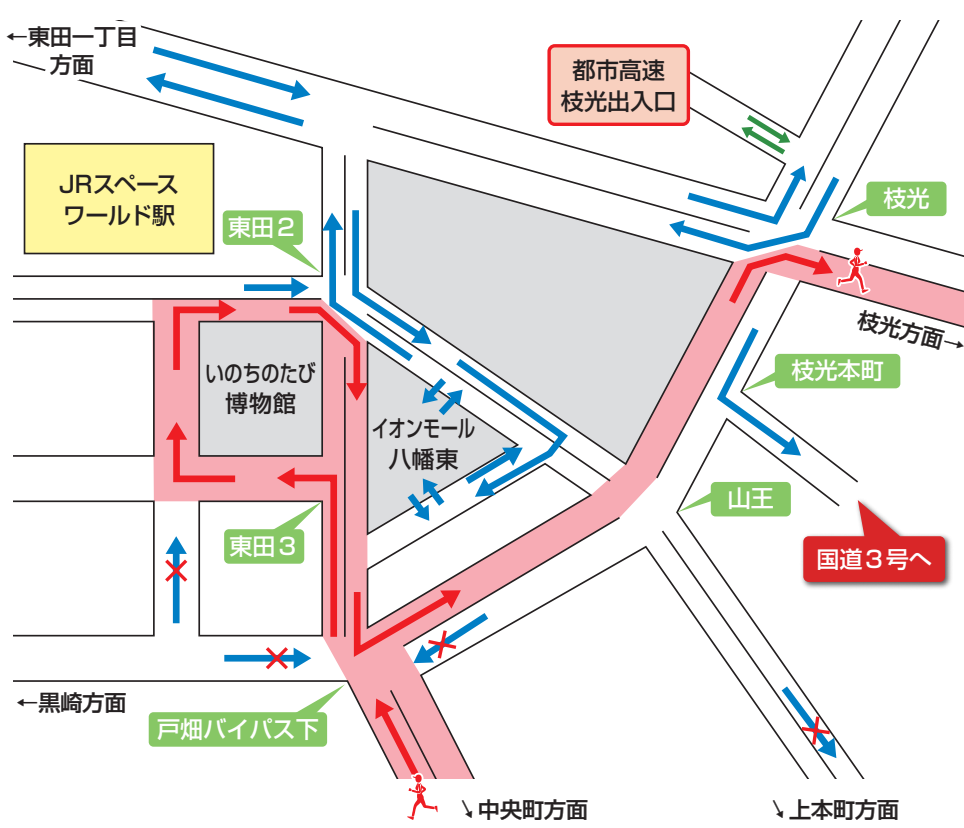 ←東田一丁目
方面
都市高速
枝光出入口
JRスペース
ワールド駅
枝光
東田2
枝光方面→
いのちのたび
博物館
枝光本町
イオンモール
八幡東
山王
東田3
国道3号へ
←黒崎方面
戸畑バイパス下
↘中央町方面
↘上本町方面